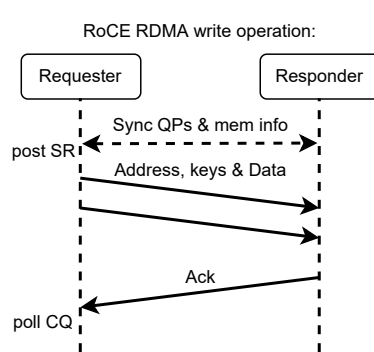 RoCE RDMA write operation:
Requester
Responder
Sync QPs & mem info
post SR
Address, keys & Data
Ack
poll CQ